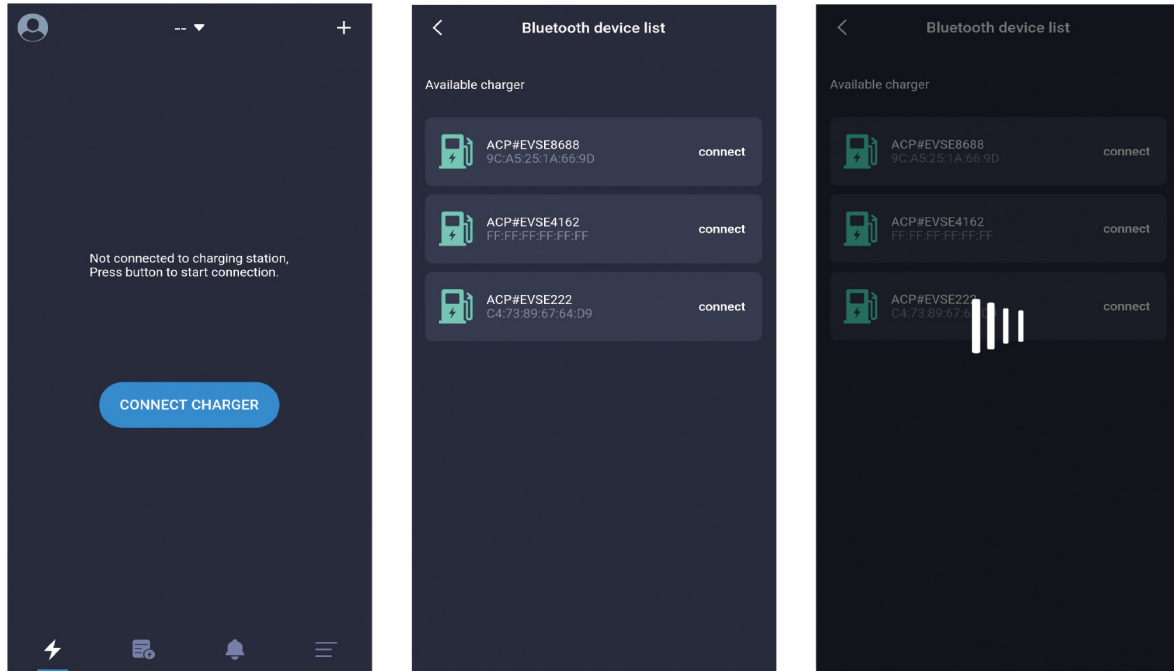 --
Not connected to charging station,
Press button to start connection.
CONNECT CHARGER
Bluetooth device list
Available charger
ACP#EVSE8688
9C:A5:25:1A:66:9D
connect
ACP#EVSE4162
FF:FF:FF:FF:FF:FF
connect
ACP#EVSE222
C4:73:89:67:64:D9
connect
Bluetooth device list
Available charger
ACP#EVSE8688
9C:A5:25:1A:66:9D
connect
ACP#EVSE4162
FF:FF:FF:FF:FF:FF
connect
ACP#EVSE222
connect